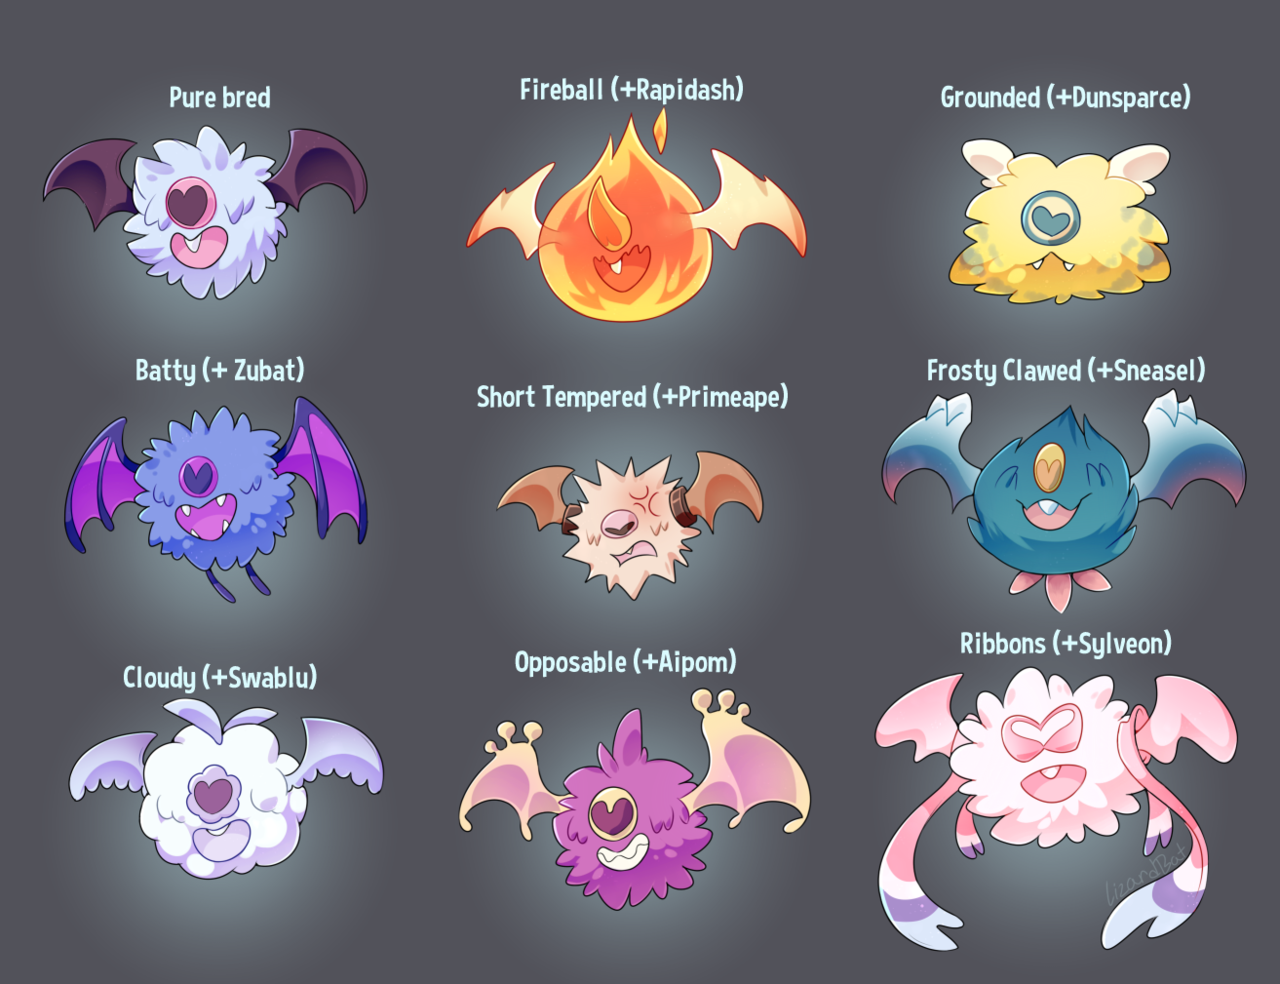 Pure bred
Fireball (+Rapidash)
Grounded (+Dunsparce)
Batty (+ Zubat)
Short Tempered (+Primeape)
Frosty Clawed (+Sneasel)
Cloudy (+Swablu)
Opposable (+Aipom)
Ribbons (+Sylveon)
LizardBat